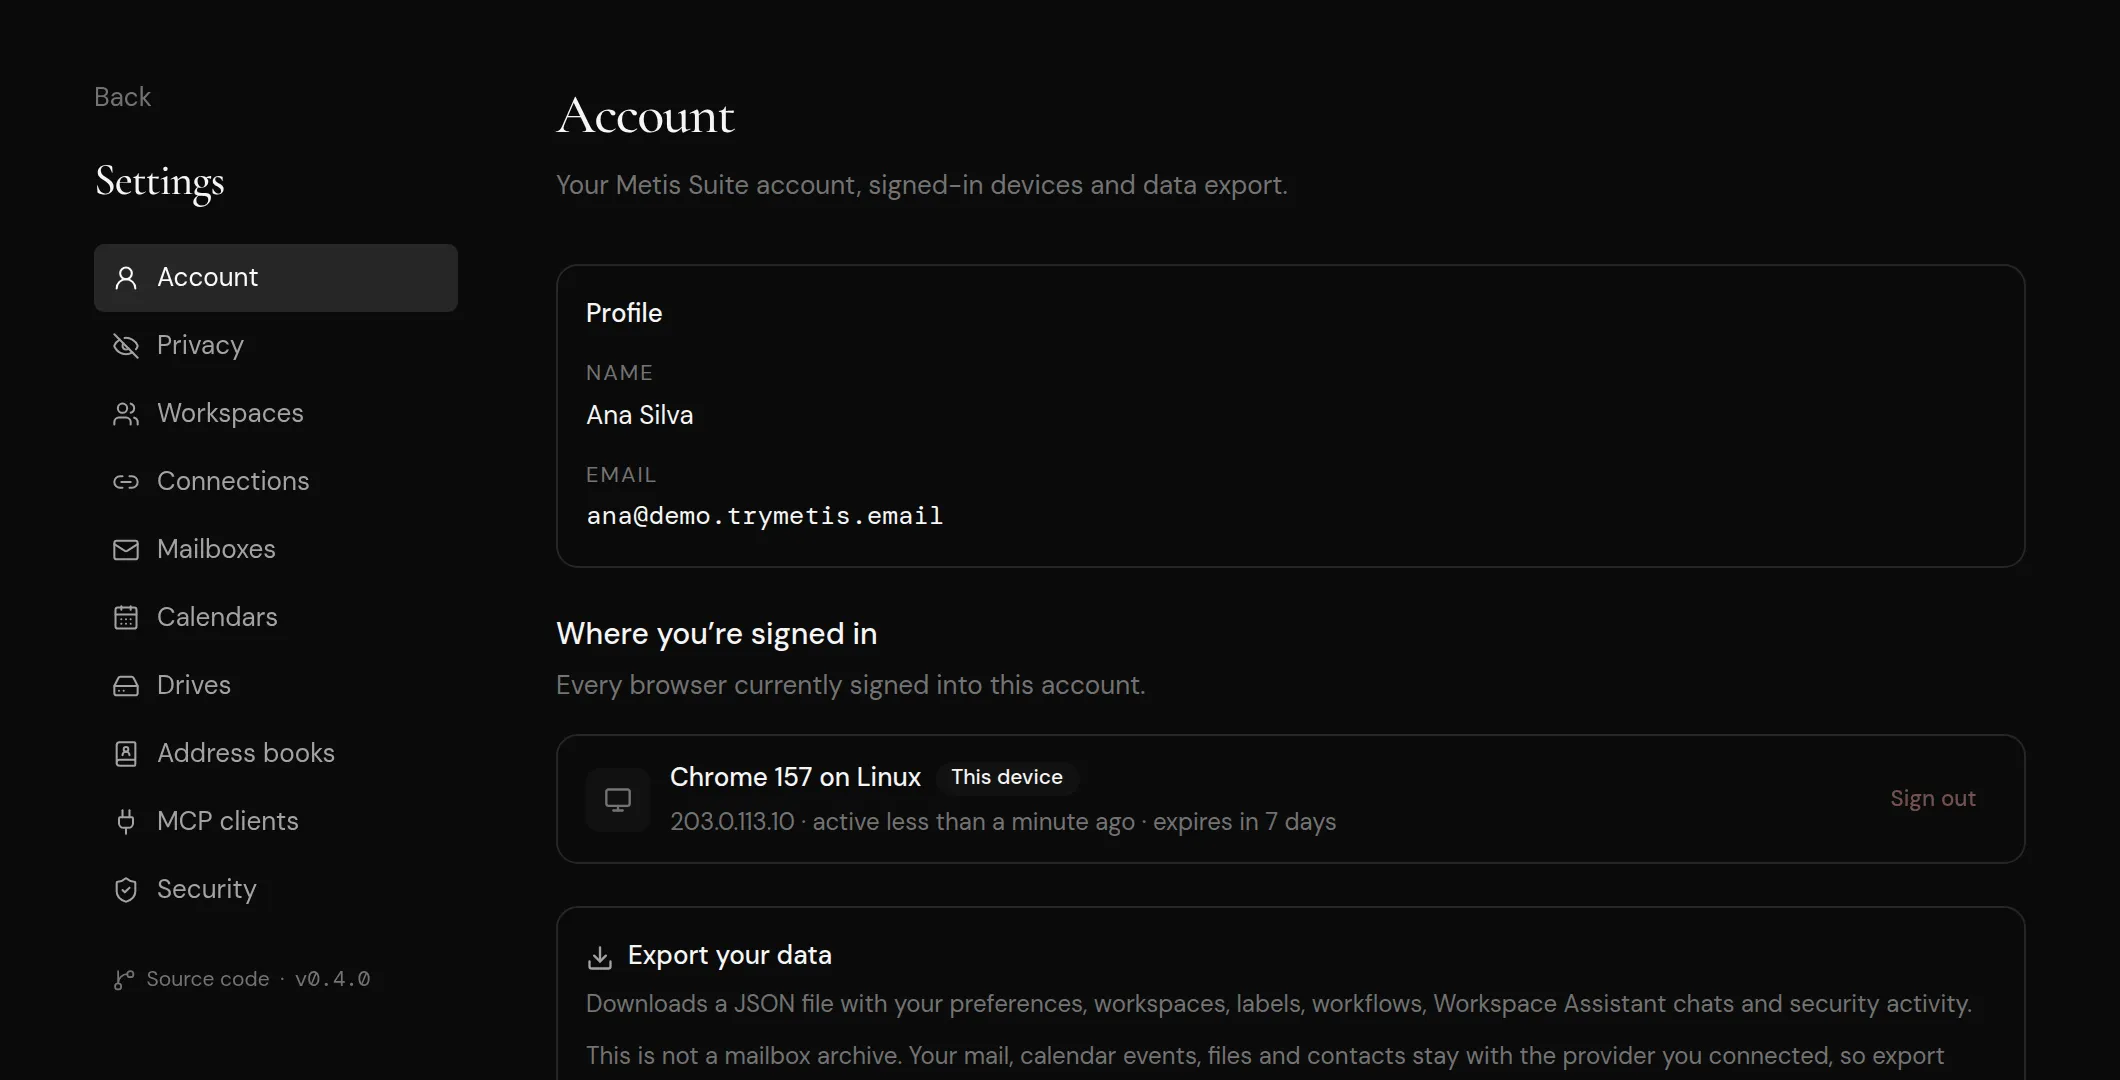 Back
Settings
Account
Privacy
Workspaces
Connections
Mailboxes
Calendars
Drives
Address books
MCP clients
Security
Source code · v0.4.0
Account
Your Metis Suite account, signed-in devices and data export.
Profile
NAME
Ana Silva
EMAIL
ana@demo.trymetis.email
Where you’re signed in
Every browser currently signed into this account.
Chrome 157 on Linux This device
203.0.113.10 · active less than a minute ago · expires in 7 days
Sign out
Export your data
Downloads a JSON file with your preferences, workspaces, labels, workflows, Workspace Assistant chats and security activity.
This is not a mailbox archive. Your mail, calendar events, files and contacts stay with the provider you connected, so export